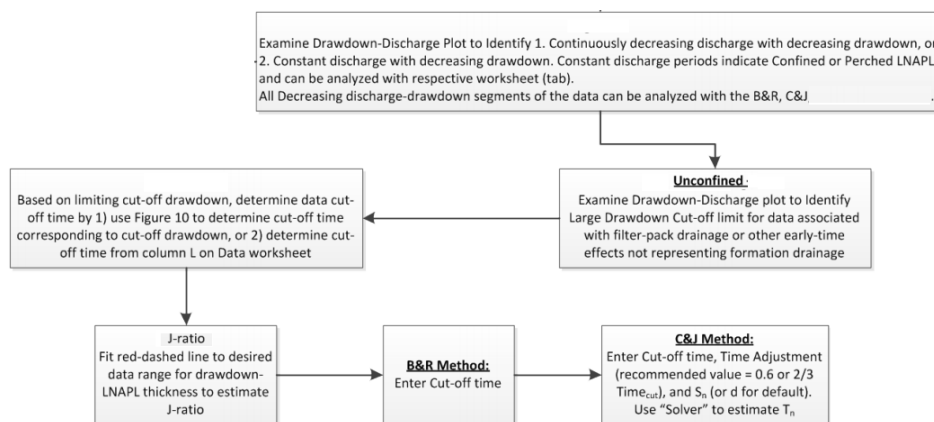 Examine Drawdown-Discharge Plot to Identify 1. Continuously decreasing discharge with decreasing drawdown, or
2. Constant discharge with decreasing drawdown. Constant discharge periods indicate Confined or Perched LNAPL
and can be analyzed with respective worksheet (tab).
All Decreasing discharge-drawdown segments of the data can be analyzed with the B&R, C&J .
Unconfined
Examine Drawdown-Discharge plot to Identify
Large Drawdown Cut-off limit for data associated
with filter-pack drainage or other early-time
effects not representing formation drainage
Based on limiting cut-off drawdown, determine data cut-
off time by 1) use Figure 10 to determine cut-off time
corresponding to cut-off drawdown, or 2) determine cut-
off time from column L on Data worksheet
J-ratio
Fit red-dashed line to desired
data range for drawdown-
LNAPL thickness to estimate
J-ratio
B&R Method:
Enter Cut-off time
C&J Method:
Enter Cut-off time, Time Adjustment
(recommended value = 0.6 or 2/3
Timecut), and Sn (or d for default).
Use “Solver” to estimate Tn